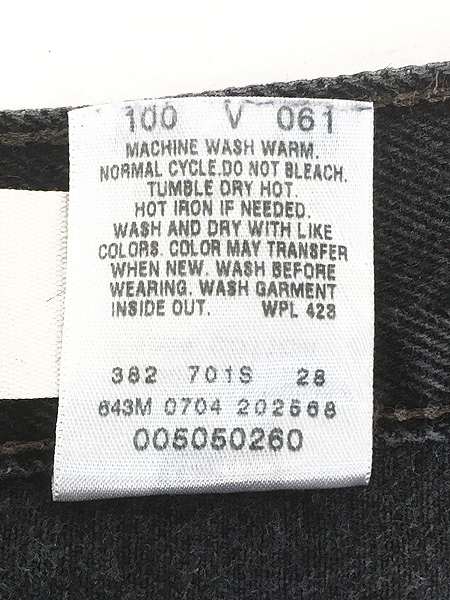 100 V 061
MACHINE WASH WARM.
NORMAL CYCLE.DO NOT BLEACH.
TUMBLE DRY HOT.
HOT IRON IF NEEDED.
WASH AND DRY WITH LIKE
COLORS. COLOR MAY TRANSFER
WHEN NEW. WASH BEFORE
WEARING. WASH GARMENT
INSIDE OUT. WPL 423
382 701S 28
643M 0704 202568
005050260